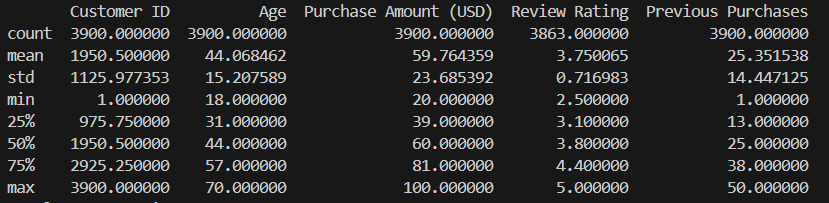 Customer ID Age Purchase Amount (USD) Review Rating Previous Purchases
count 3900.000000 3900.000000 3900.000000 3863.000000 3900.000000
mean 1950.500000 44.068462 59.764359 3.750065 25.351538
std 1125.977353 15.207589 23.685392 0.716983 14.447125
min 1.000000 18.000000 20.000000 2.500000 1.000000
25% 975.750000 31.000000 39.000000 3.100000 13.000000
50% 1950.500000 44.000000 60.000000 3.800000 25.000000
75% 2925.250000 57.000000 81.000000 4.400000 38.000000
max 3900.000000 70.000000 100.000000 5.000000 50.000000